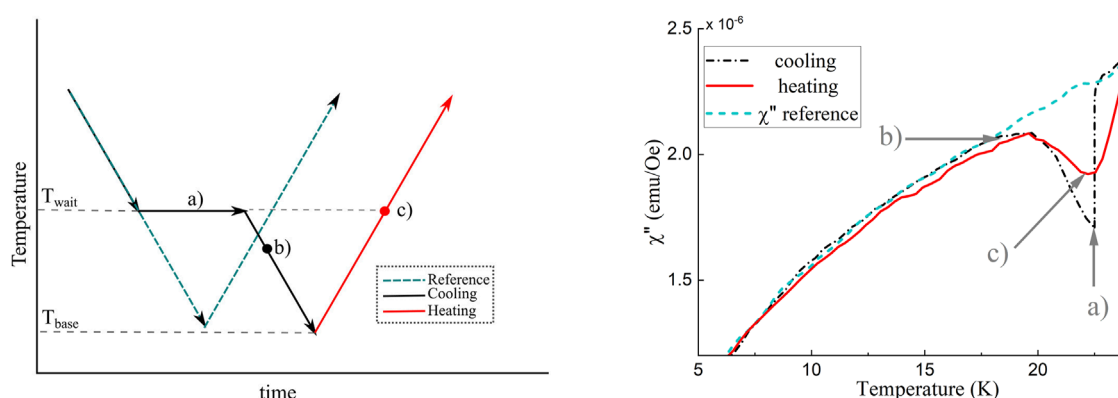 Temperature
T_wait
T_base
a)
b)
c)
Reference
Cooling
Heating
time
2.5
x 10⁻⁶
2.0
1.5
χ" (emu/Oe)
cooling
heating
χ" reference
b)
c)
a)
5
10
15
20
Temperature (K)